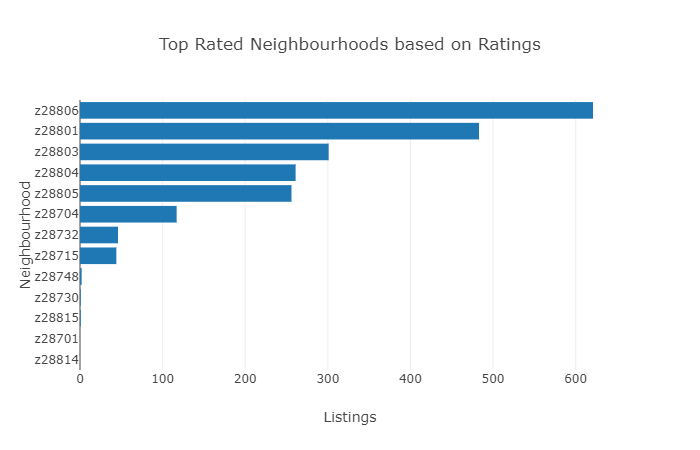 Top Rated Neighbourhoods based on Ratings
Neighbourhood
z28806
z28801
z28803
z28804
z28805
z28704
z28732
z28715
z28748
z28730
z28815
z28701
z28814
0 100 200 300 400 500 600
Listings